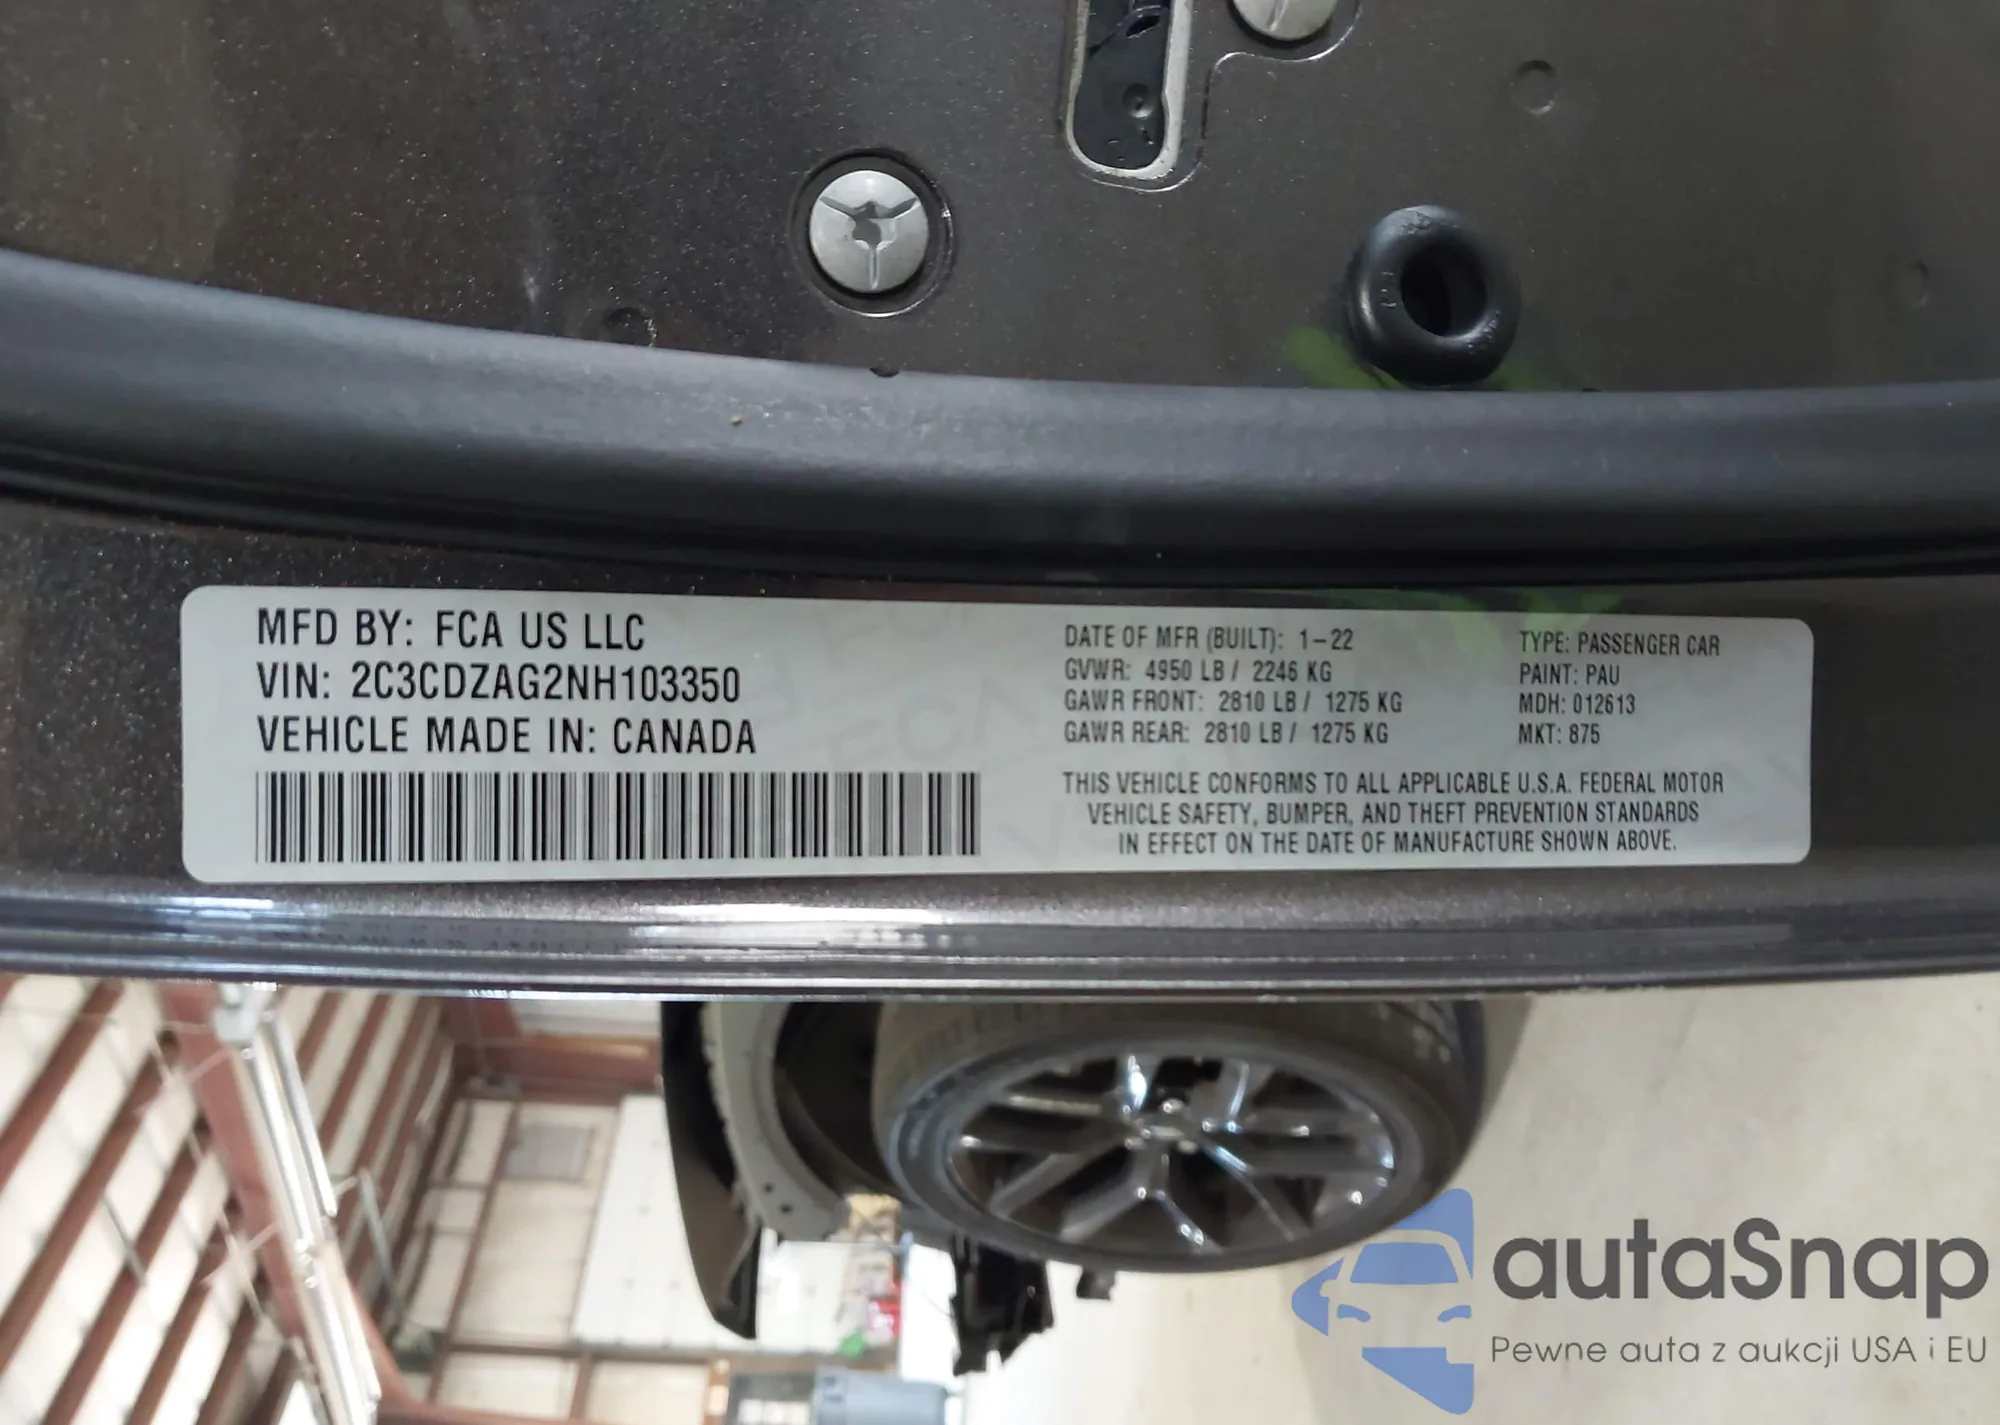 MFD BY: FCA US LLC
VIN: 2C3CDZAG2NH103350
VEHICLE MADE IN: CANADA
DATE OF MFR (BUILT): 1-22
GVWR: 4950 LB / 2246 KG
GAWR FRONT: 2810 LB / 1275 KG
GAWR REAR: 2810 LB / 1275 KG
TYPE: PASSENGER CAR
PAINT: PAU
MDH: 012613
MKT: 875
THIS VEHICLE CONFORMS TO ALL APPLICABLE U.S.A. FEDERAL MOTOR
VEHICLE SAFETY, BUMPER, AND THEFT PREVENTION STANDARDS
IN EFFECT ON THE DATE OF MANUFACTURE SHOWN ABOVE.
autaSnap
Pewne auta z aukcji USA i EU